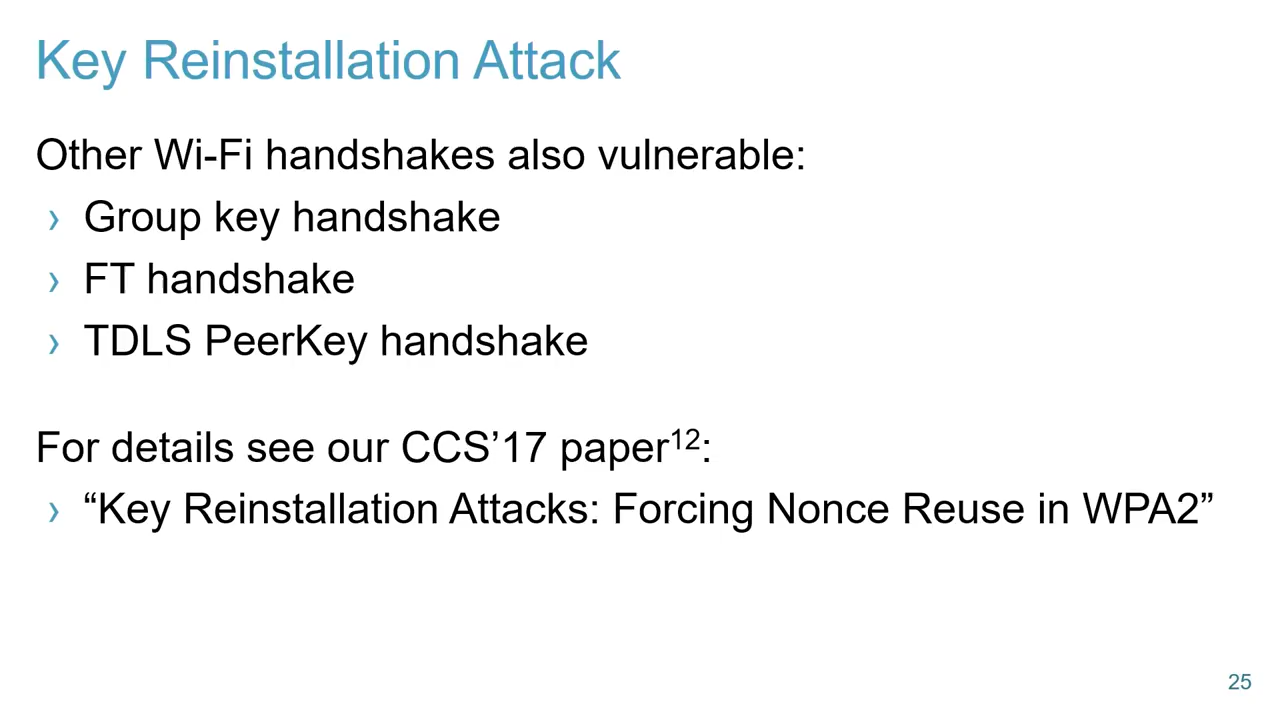 Key Reinstallation Attack
Other Wi-Fi handshakes also vulnerable:
› Group key handshake
› FT handshake
› TDLS PeerKey handshake
For details see our CCS’17 paper¹²:
› “Key Reinstallation Attacks: Forcing Nonce Reuse in WPA2”
25